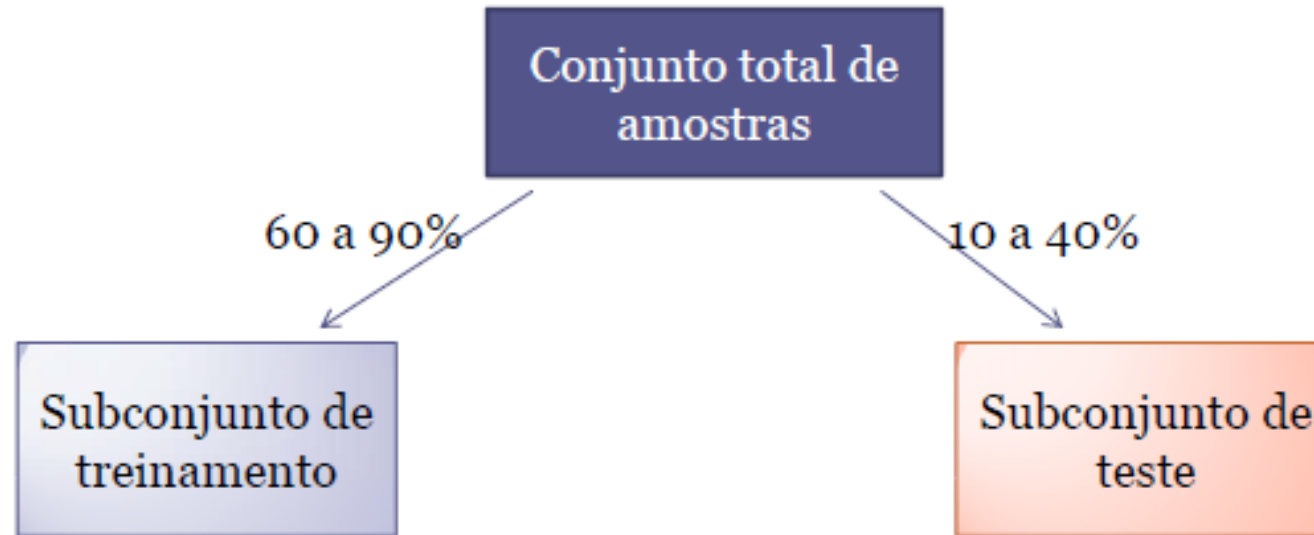 Conjunto total de
amostras
60 a 90%
10 a 40%
Subconjunto de
treinamento
Subconjunto de
teste